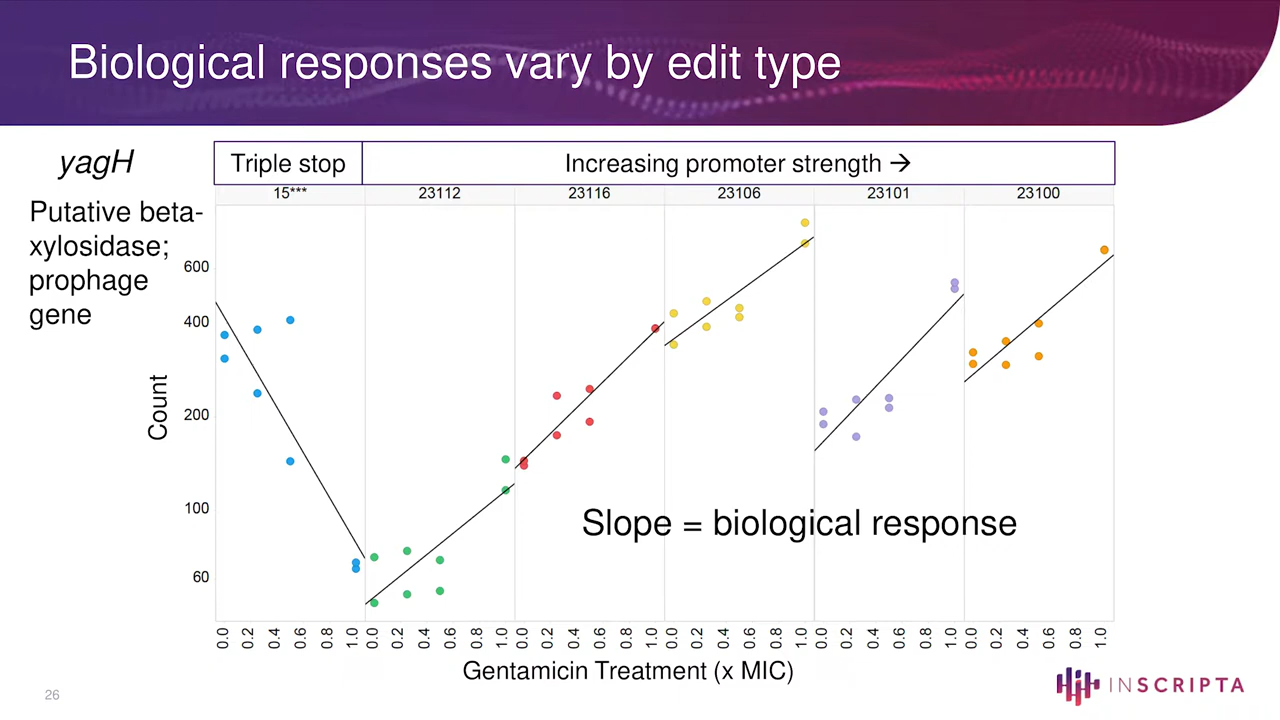 Biological responses vary by edit type
yagH
Putative beta-
xylosidase;
prophage
gene
Triple stop
Increasing promoter strength →
15*** 23112 23116 23106 23101 23100
600
400
200
100
60
Count
Slope = biological response
0.0 0.2 0.4 0.6 0.8 1.0 0.0 0.2 0.4 0.6 0.8 1.0 0.0 0.2 0.4 0.6 0.8 1.0 0.0 0.2 0.4 0.6 0.8 1.0 0.0 0.2 0.4 0.6 0.8 1.0 0.0 0.2 0.4 0.6 0.8 1.0
Gentamicin Treatment (x MIC)
26
INSCRIPTA